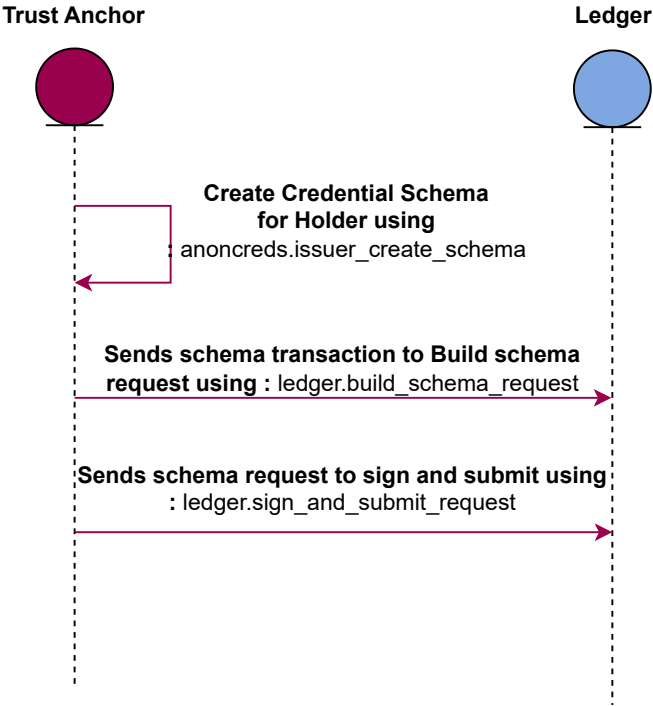 Trust Anchor
Ledger
Create Credential Schema
for Holder using
: anoncreds.issuer_create_schema
Sends schema transaction to Build schema
request using : ledger.build_schema_request
Sends schema request to sign and submit using
: ledger.sign_and_submit_request